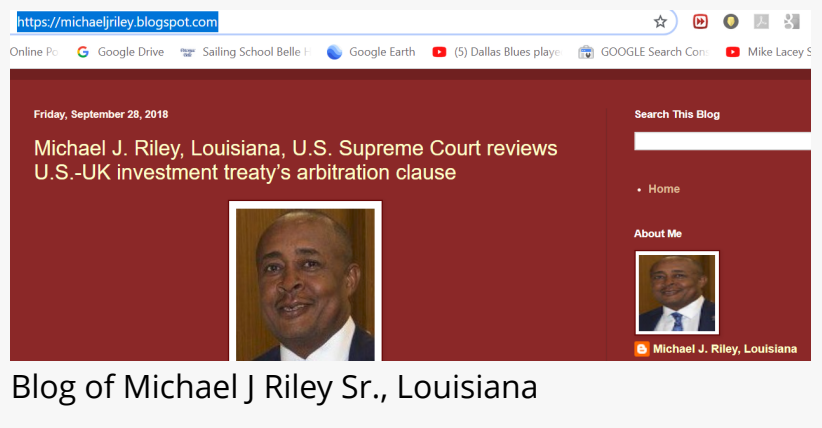 https://michaeljriley.blogspot.com
Online Po Google Drive Sailing School Belle H Google Earth (5) Dallas Blues playe GOOGLE Search Con Mike Lacey S
Friday, September 28, 2018
Michael J. Riley, Louisiana, U.S. Supreme Court reviews
U.S.-UK investment treaty’s arbitration clause
Search This Blog
Home
About Me
Michael J. Riley, Louisiana
Blog of Michael J Riley Sr., Louisiana